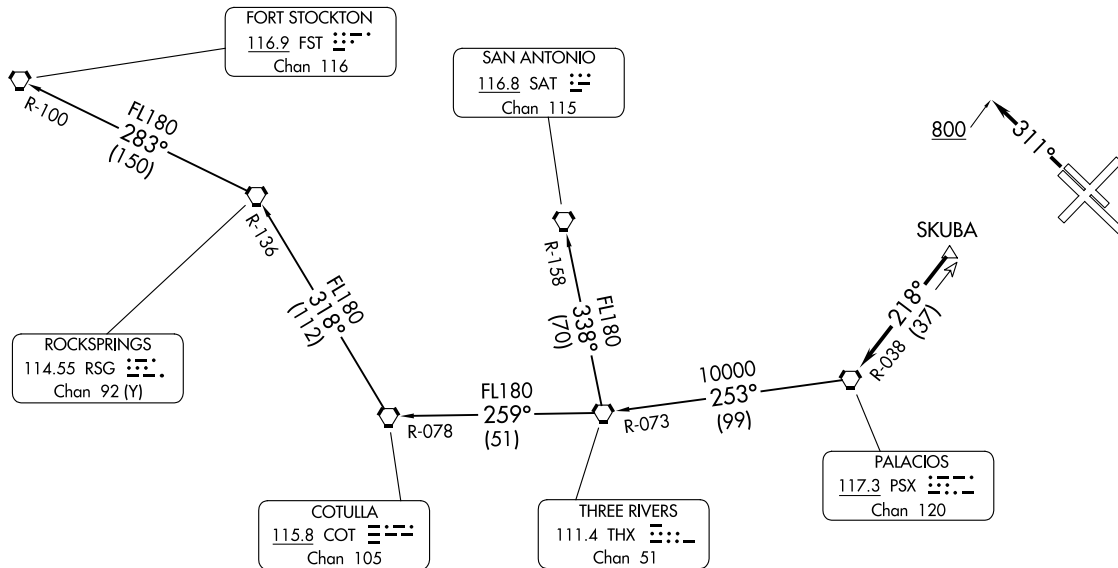 FORT STOCKTON
116.9 FST
Chan 116
SAN ANTONIO
116.8 SAT
Chan 115
R-100
FL180
283°
(150)
800
311°
R-136
SKUBA
R-158
FL180
318°
(112)
FL180
338°
(70)
218°
(37)
R-038
ROCKSPRINGS
114.55 RSG
Chan 92 (Y)
FL180
259°
(51)
R-078
10000
253°
(99)
R-073
PALACIOS
117.3 PSX
Chan 120
COTULLA
115.8 COT
Chan 105
THREE RIVERS
111.4 THX
Chan 51